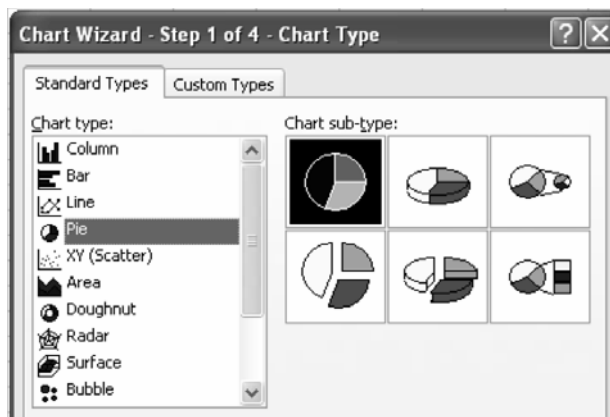 Chart Wizard - Step 1 of 4 - Chart Type
Standard Types
Custom Types
Chart type:
Chart sub-type:
Column
Bar
Line
Pie
XY (Scatter)
Area
Doughnut
Radar
Surface
Bubble